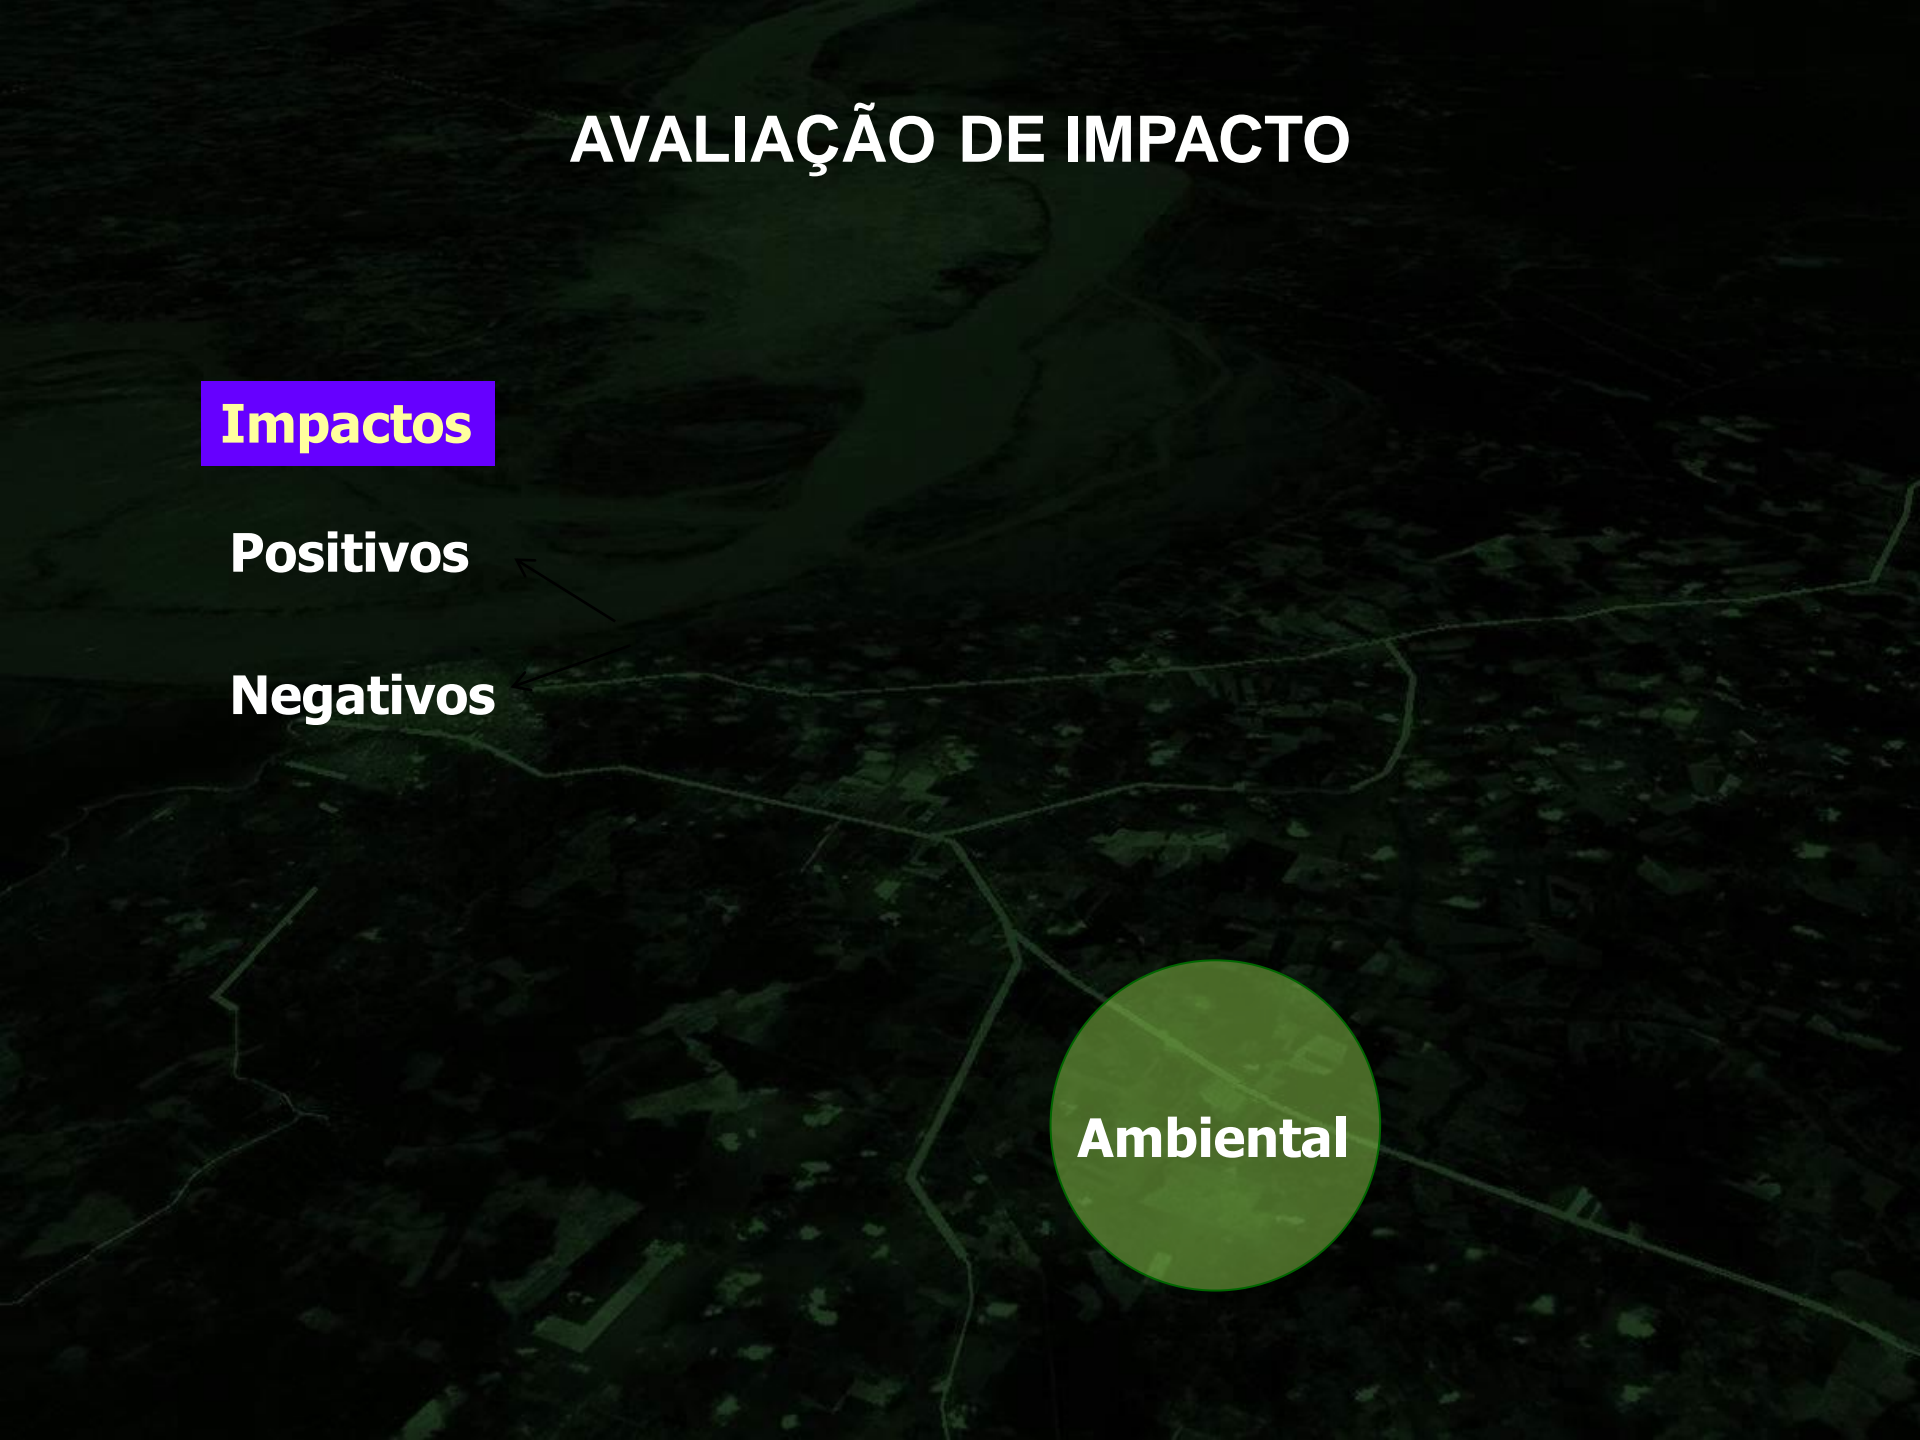 AVALIAÇÃO DE IMPACTO
Impactos
Positivos
Negativos
Ambiental